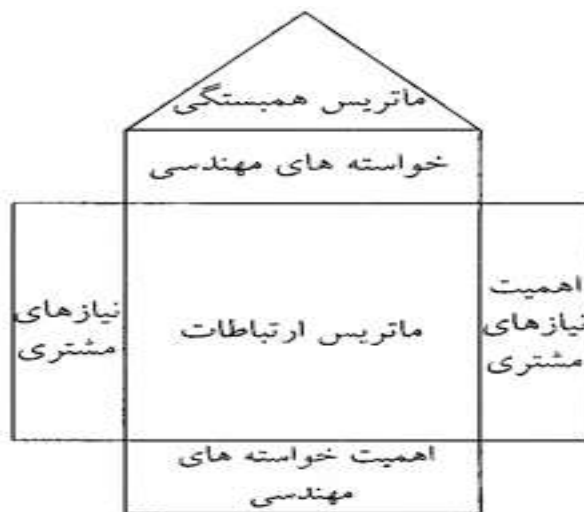 ماتریس همبستگی
خواسته های مهندسی
اهمیت
نیازهای
مشتری
ماتریس ارتباطات
نیازهای
مشتری
اهمیت خواسته های
مهندسی